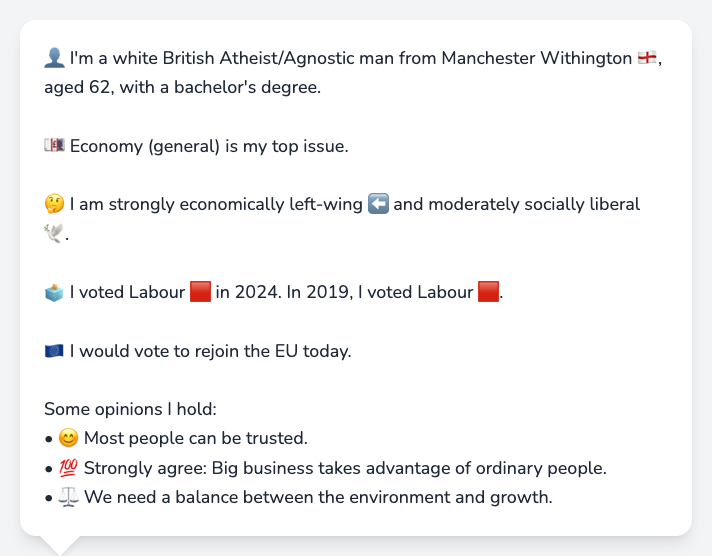 👤 I'm a white British Atheist/Agnostic man from Manchester Withington 🏴󠁧󠁢󠁥󠁮󠁧󠁿,
aged 62, with a bachelor's degree.
💷 Economy (general) is my top issue.
🤔 I am strongly economically left-wing ⬅️ and moderately socially liberal
🕊️.
🗳️ I voted Labour 🟥 in 2024. In 2019, I voted Labour 🟥.
🇪🇺 I would vote to rejoin the EU today.
Some opinions I hold:
• 😊 Most people can be trusted.
• 💯 Strongly agree: Big business takes advantage of ordinary people.
• ⚖️ We need a balance between the environment and growth.